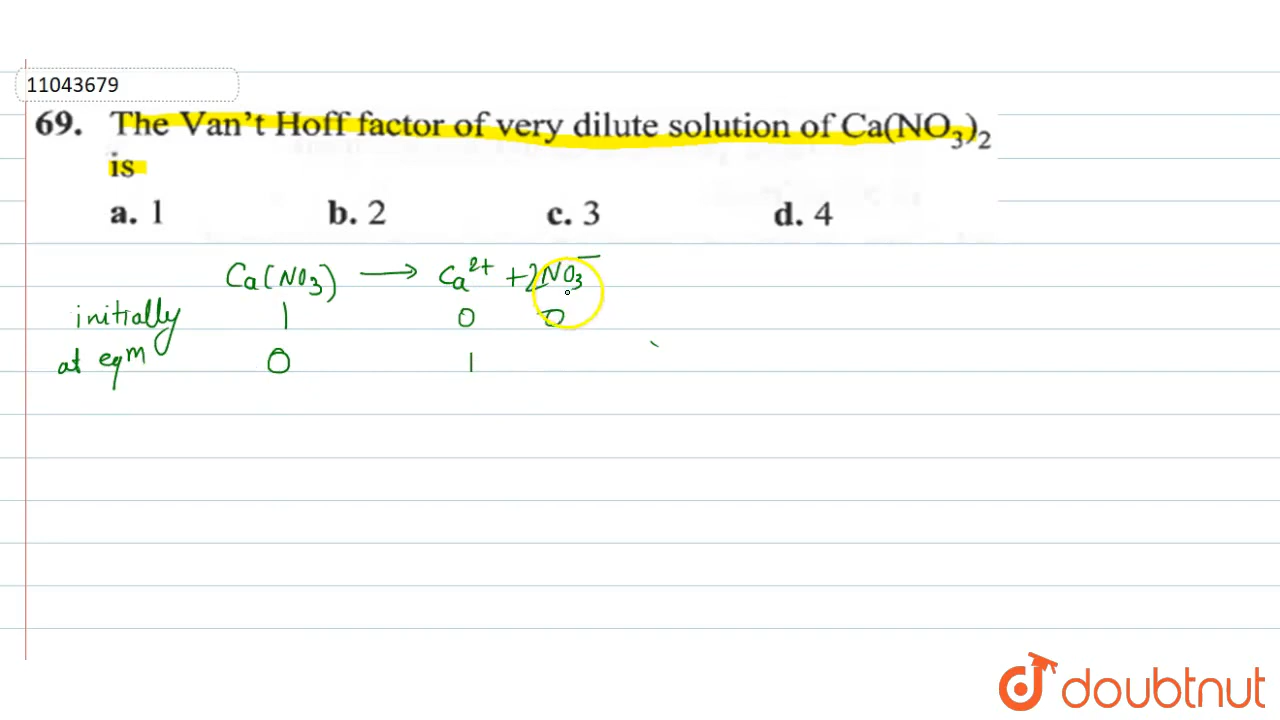 11043679
69. The Van't Hoff factor of very dilute solution of Ca(NO₃)₂
is
a. 1 b. 2 c. 3 d. 4
Ca(NO₃) → Ca²⁺ + 2NO₃⁻
initially 1 0 0
at eqm 0 1
doubtnut